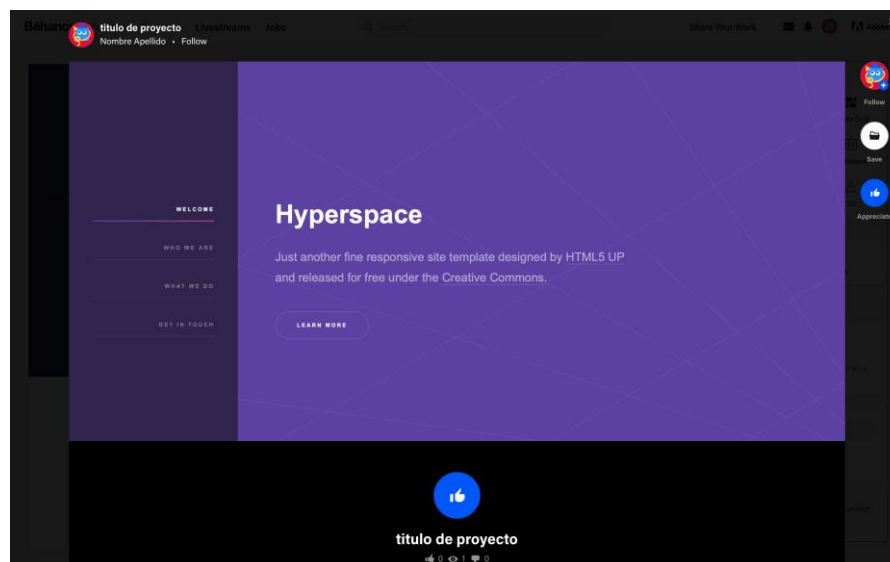 Behance
Livestreams
Jobs
Search
Share Your Work
Adobe
titulo de proyecto
Nombre Apellido • Follow
Follow
Save
Appreciate
WELCOME
WHO WE ARE
WHAT WE DO
GET IN TOUCH
Hyperspace
Just another fine responsive site template designed by HTML5 UP
and released for free under the Creative Commons.
LEARN MORE
titulo de proyecto
0 1 0